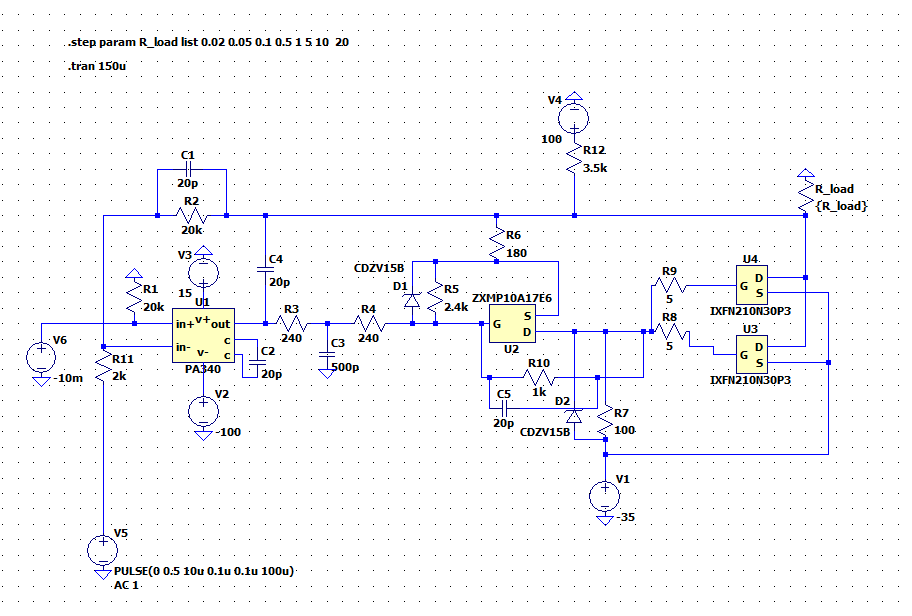 .step param R_load list 0.02 0.05 0.1 0.5 1 5 10 20
.tran 150u
V4
100
R12
3.5k
C1
20p
R2
20k
R_load
{R_load}
V3
15
C4
20p
R6
180
CDZV15B
D1
R5
2.4k
ZXMP10A17E6
G
S
D
U2
R9
5
U4
G
D
S
IXFN210N30P3
R1
20k
U1
in+
v+
out
in-
c
v-
c
PA340
R3
240
R4
240
R8
5
U3
G
D
S
IXFN210N30P3
V6
-10m
R11
2k
C2
20p
C3
500p
R10
1k
C5
20p
D2
CDZV15B
R7
100
V2
-100
V1
-35
V5
PULSE(0 0.5 10u 0.1u 0.1u 100u)
AC 1